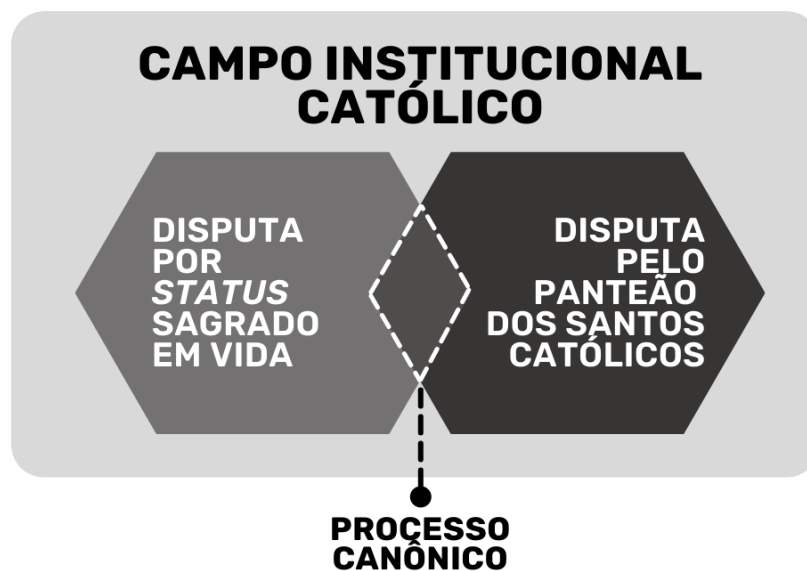 CAMPO INSTITUCIONAL
CATÓLICO
DISPUTA
POR
STATUS
SAGRADO
EM VIDA
DISPUTA
PELO
PANTEÃO
DOS SANTOS
CATÓLICOS
PROCESSO
CANÔNICO